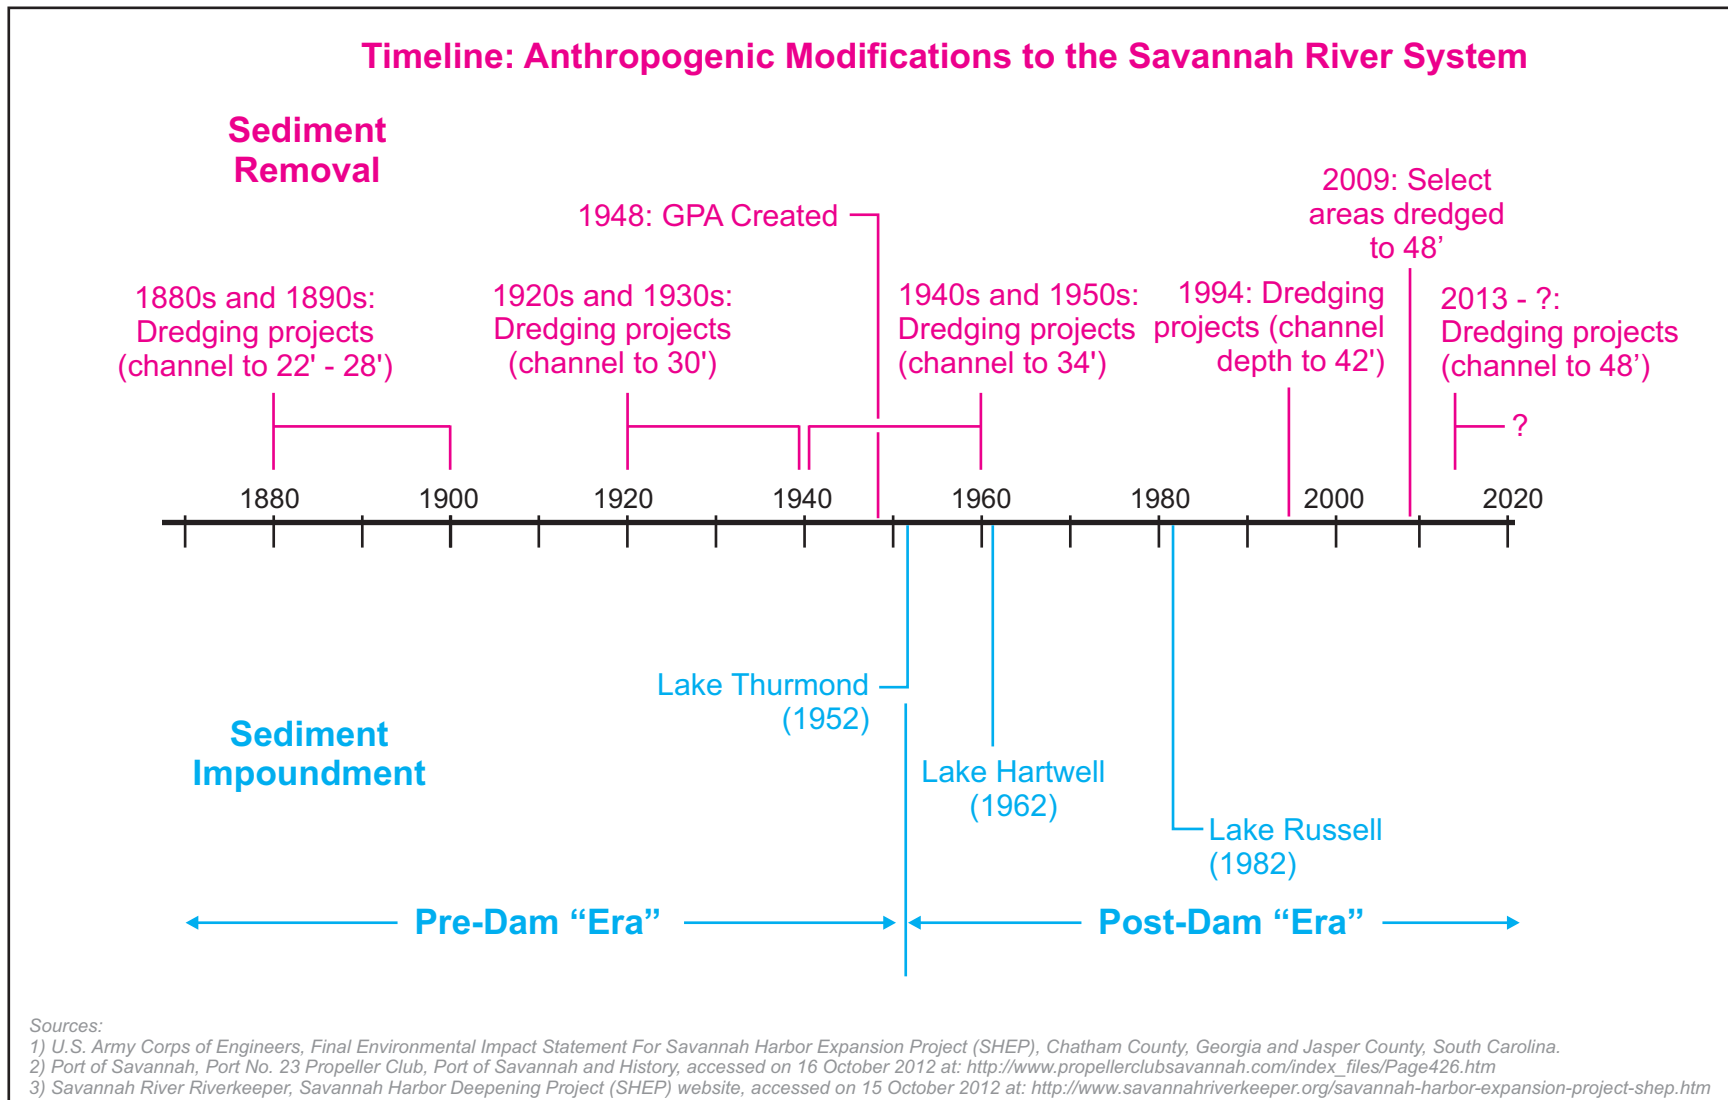 Timeline: Anthropogenic Modifications to the Savannah River System
Sediment
Removal
1948: GPA Created
2009: Select
areas dredged
to 48’
1880s and 1890s:
Dredging projects
(channel to 22' - 28')
1920s and 1930s:
Dredging projects
(channel to 30')
1940s and 1950s:
Dredging projects
(channel to 34')
1994: Dredging
projects (channel
depth to 42')
2013 - ?:
Dredging projects
(channel to 48’)
?
1880 1900 1920 1940 1960 1980 2000 2020
Lake Thurmond
(1952)
Sediment
Impoundment
Lake Hartwell
(1962)
Lake Russell
(1982)
Pre-Dam “Era”
Post-Dam “Era”
Sources:
1) U.S. Army Corps of Engineers, Final Environmental Impact Statement For Savannah Harbor Expansion Project (SHEP), Chatham County, Georgia and Jasper County, South Carolina.
2) Port of Savannah, Port No. 23 Propeller Club, Port of Savannah and History, accessed on 16 October 2012 at: http://www.propellerclubsavannah.com/index_files/Page426.htm
3) Savannah River Riverkeeper, Savannah Harbor Deepening Project (SHEP) website, accessed on 15 October 2012 at: http://www.savannahriverkeeper.org/savannah-harbor-expansion-project-shep.htm